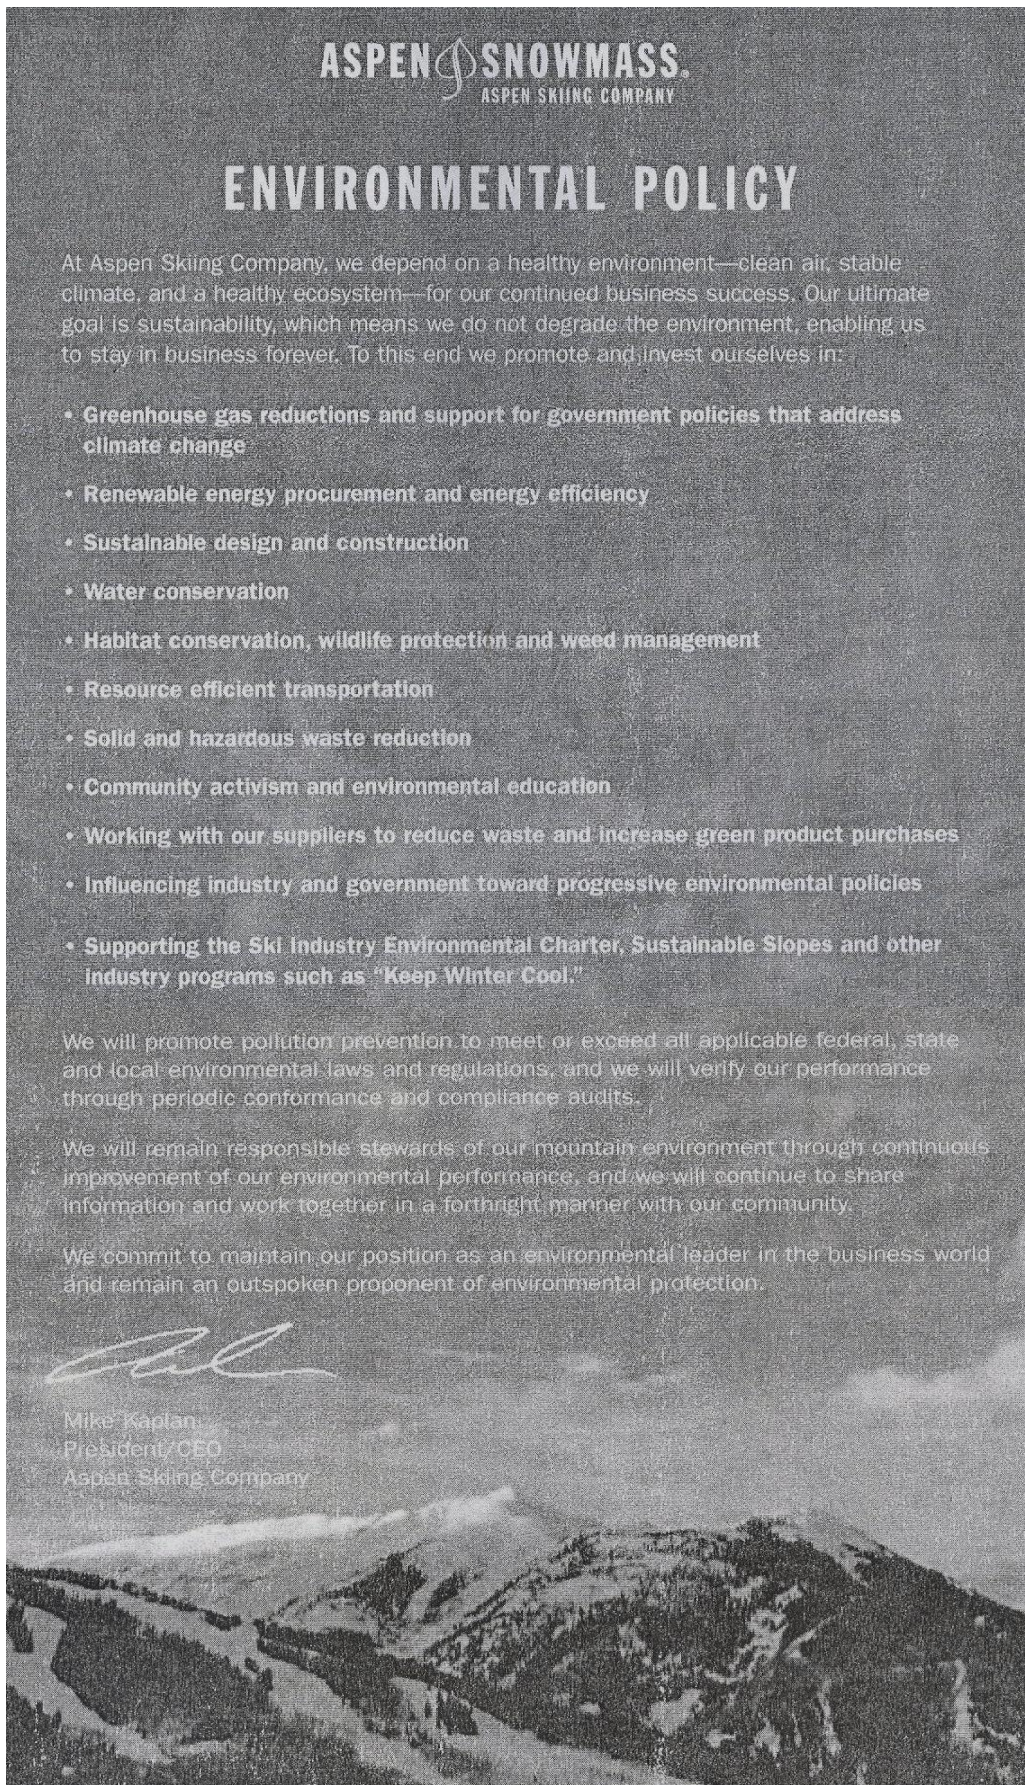 ASPEN SNOWMASS.
ASPEN SKIING COMPANY
ENVIRONMENTAL POLICY
At Aspen Skiing Company, we depend on a healthy environment—clean air, stable
climate, and a healthy ecosystem—for our continued business success. Our ultimate
goal is sustainability, which means we do not degrade the environment, enabling us
to stay in business forever. To this end we promote and invest ourselves in:
• Greenhouse gas reductions and support for government policies that address
climate change
• Renewable energy procurement and energy efficiency
• Sustainable design and construction
• Water conservation
• Habitat conservation, wildlife protection and weed management
• Resource efficient transportation
• Solid and hazardous waste reduction
• Community activism and environmental education
• Working with our suppliers to reduce waste and increase green product purchases
• Influencing industry and government toward progressive environmental policies
• Supporting the Ski Industry Environmental Charter, Sustainable Slopes and other
industry programs such as “Keep Winter Cool.”
We will promote pollution prevention to meet or exceed all applicable federal, state
and local environmental laws and regulations, and we will verify our performance
through periodic conformance and compliance audits.
We will remain responsible stewards of our mountain environment through continuous
improvement of our environmental performance, and we will continue to share
information and work together in a forthright manner with our community.
We commit to maintain our position as an environmental leader in the business world
and remain an outspoken proponent of environmental protection.
Mike Kaplan
President/CEO
Aspen Skiing Company